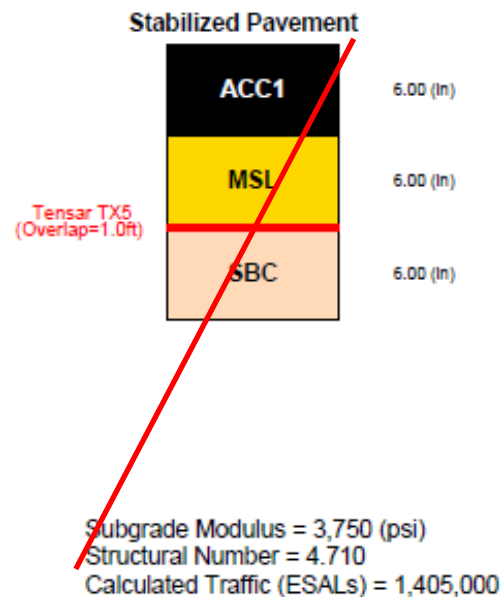 Stabilized Pavement
ACC1 6.00 (in)
MSL 6.00 (in)
Tensar TX5
(Overlap=1.0ft)
SBC 6.00 (in)
Subgrade Modulus = 3,750 (psi)
Structural Number = 4.710
Calculated Traffic (ESALs) = 1,405,000